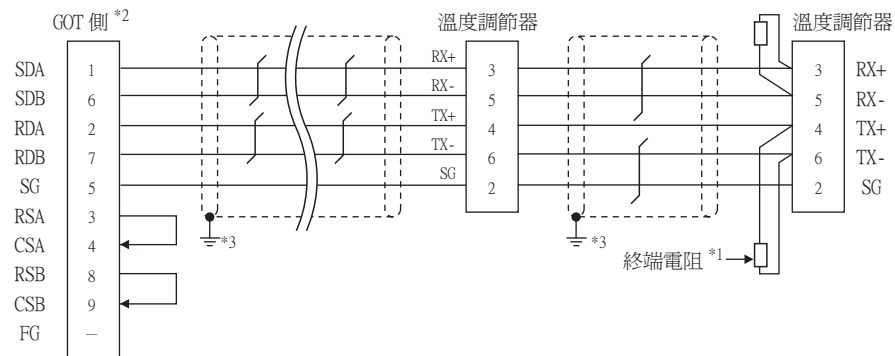 GOT 側 *2
溫度調節器
溫度調節器
SDA 1 RX+ 3 3 RX+
SDB 6 RX- 5 5 RX-
RDA 2 TX+ 4 4 TX+
RDB 7 TX- 6 6 TX-
SG 5 SG 2 2 SG
RSA 3
CSA 4
*3
*3
RSB 8
終端電阻 *1
CSB 9
FG –